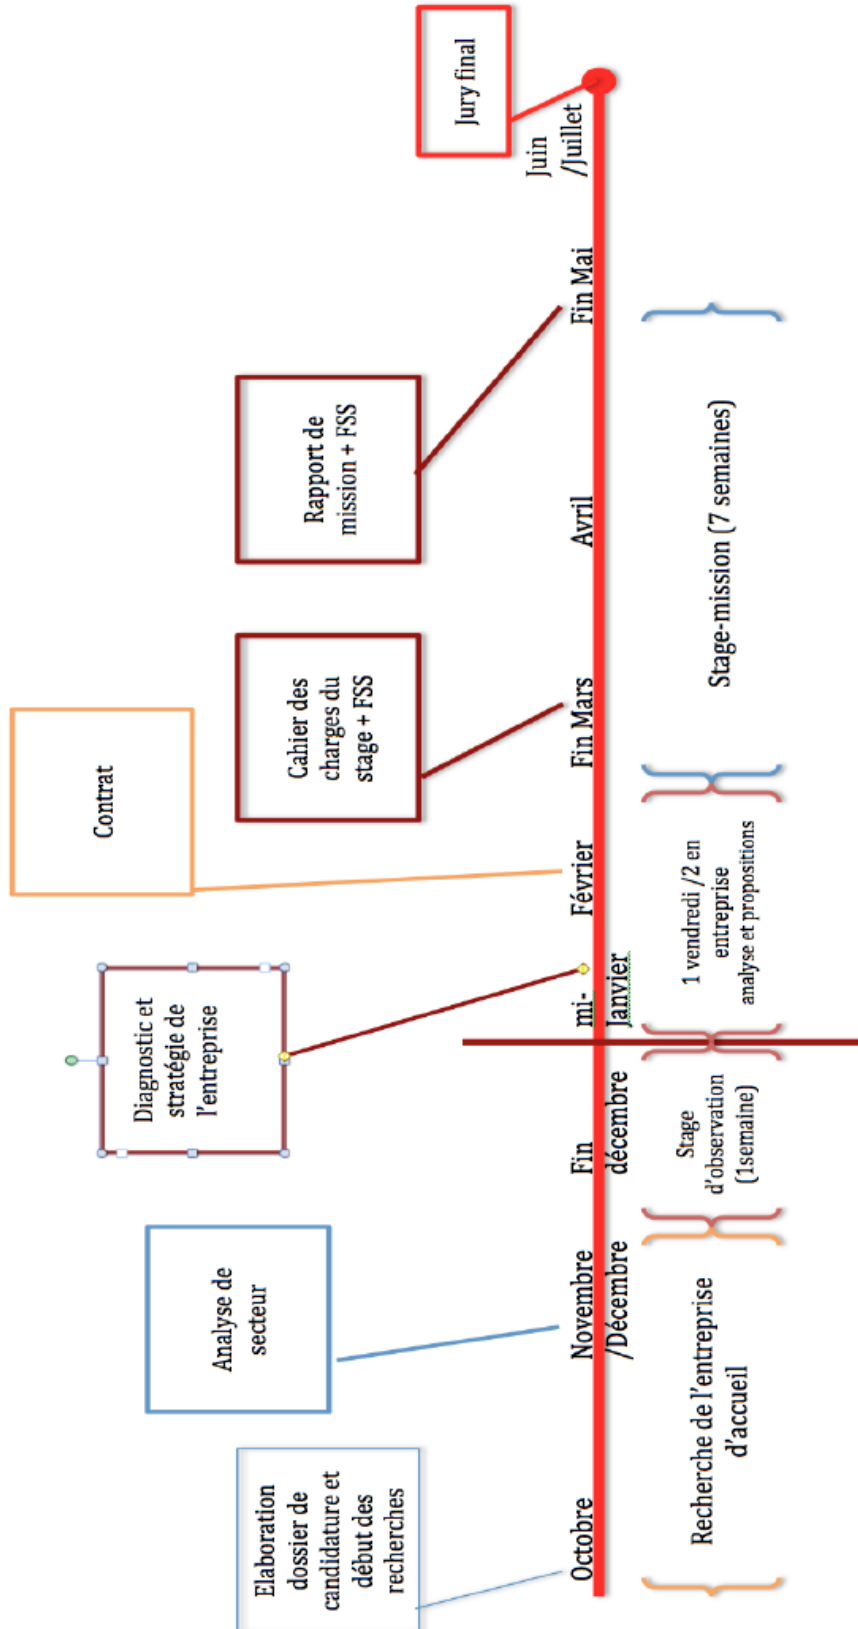 Elaboration
dossier de
candidature et
début des
recherches
Analyse de
secteur
Diagnostic et
stratégie de
l'entreprise
Contrat
Cahier des
charges du
stage + FSS
Rapport de
mission + FSS
Jury final
Octobre
Novembre
/Décembre
Fin
décembre
mi-
Janvier
Février
Fin Mars
Avril
Fin Mai
Juin
/Juillet
Recherche de l'entreprise
d'accueil
Stage
d'observation
(1semaine)
1 vendredi /2 en
entreprise
analyse et propositions
Stage-mission (7 semaines)